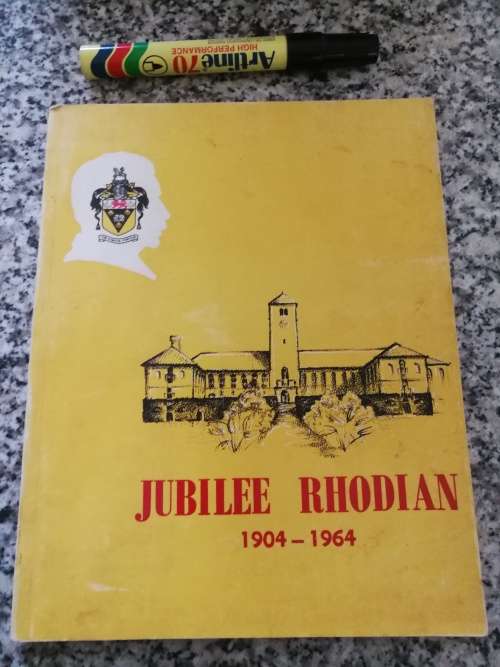 Artline 70
HIGH PERFORMANCE
JUBILEE RHODIAN
1904 – 1964